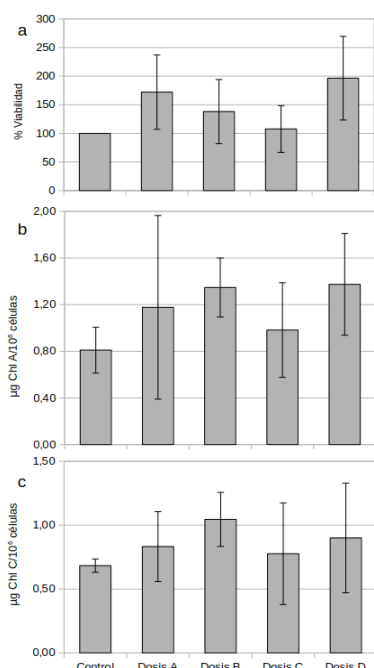 a
% Viabilidad
300
250
200
150
100
50
0
b
µg Chl A/10⁶ células
2,00
1,60
1,20
0,80
0,40
0,00
c
µg Chl C/10⁶ células
1,50
1,00
0,50
0,00
Control Dosis A Dosis B Dosis C Dosis D